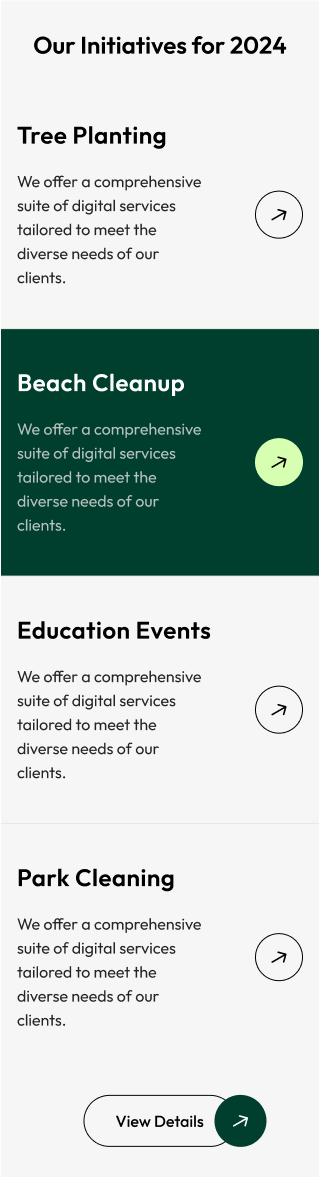 Our Initiatives for 2024
Tree Planting
We offer a comprehensive
suite of digital services
tailored to meet the
diverse needs of our
clients.
Beach Cleanup
We offer a comprehensive
suite of digital services
tailored to meet the
diverse needs of our
clients.
Education Events
We offer a comprehensive
suite of digital services
tailored to meet the
diverse needs of our
clients.
Park Cleaning
We offer a comprehensive
suite of digital services
tailored to meet the
diverse needs of our
clients.
View Details